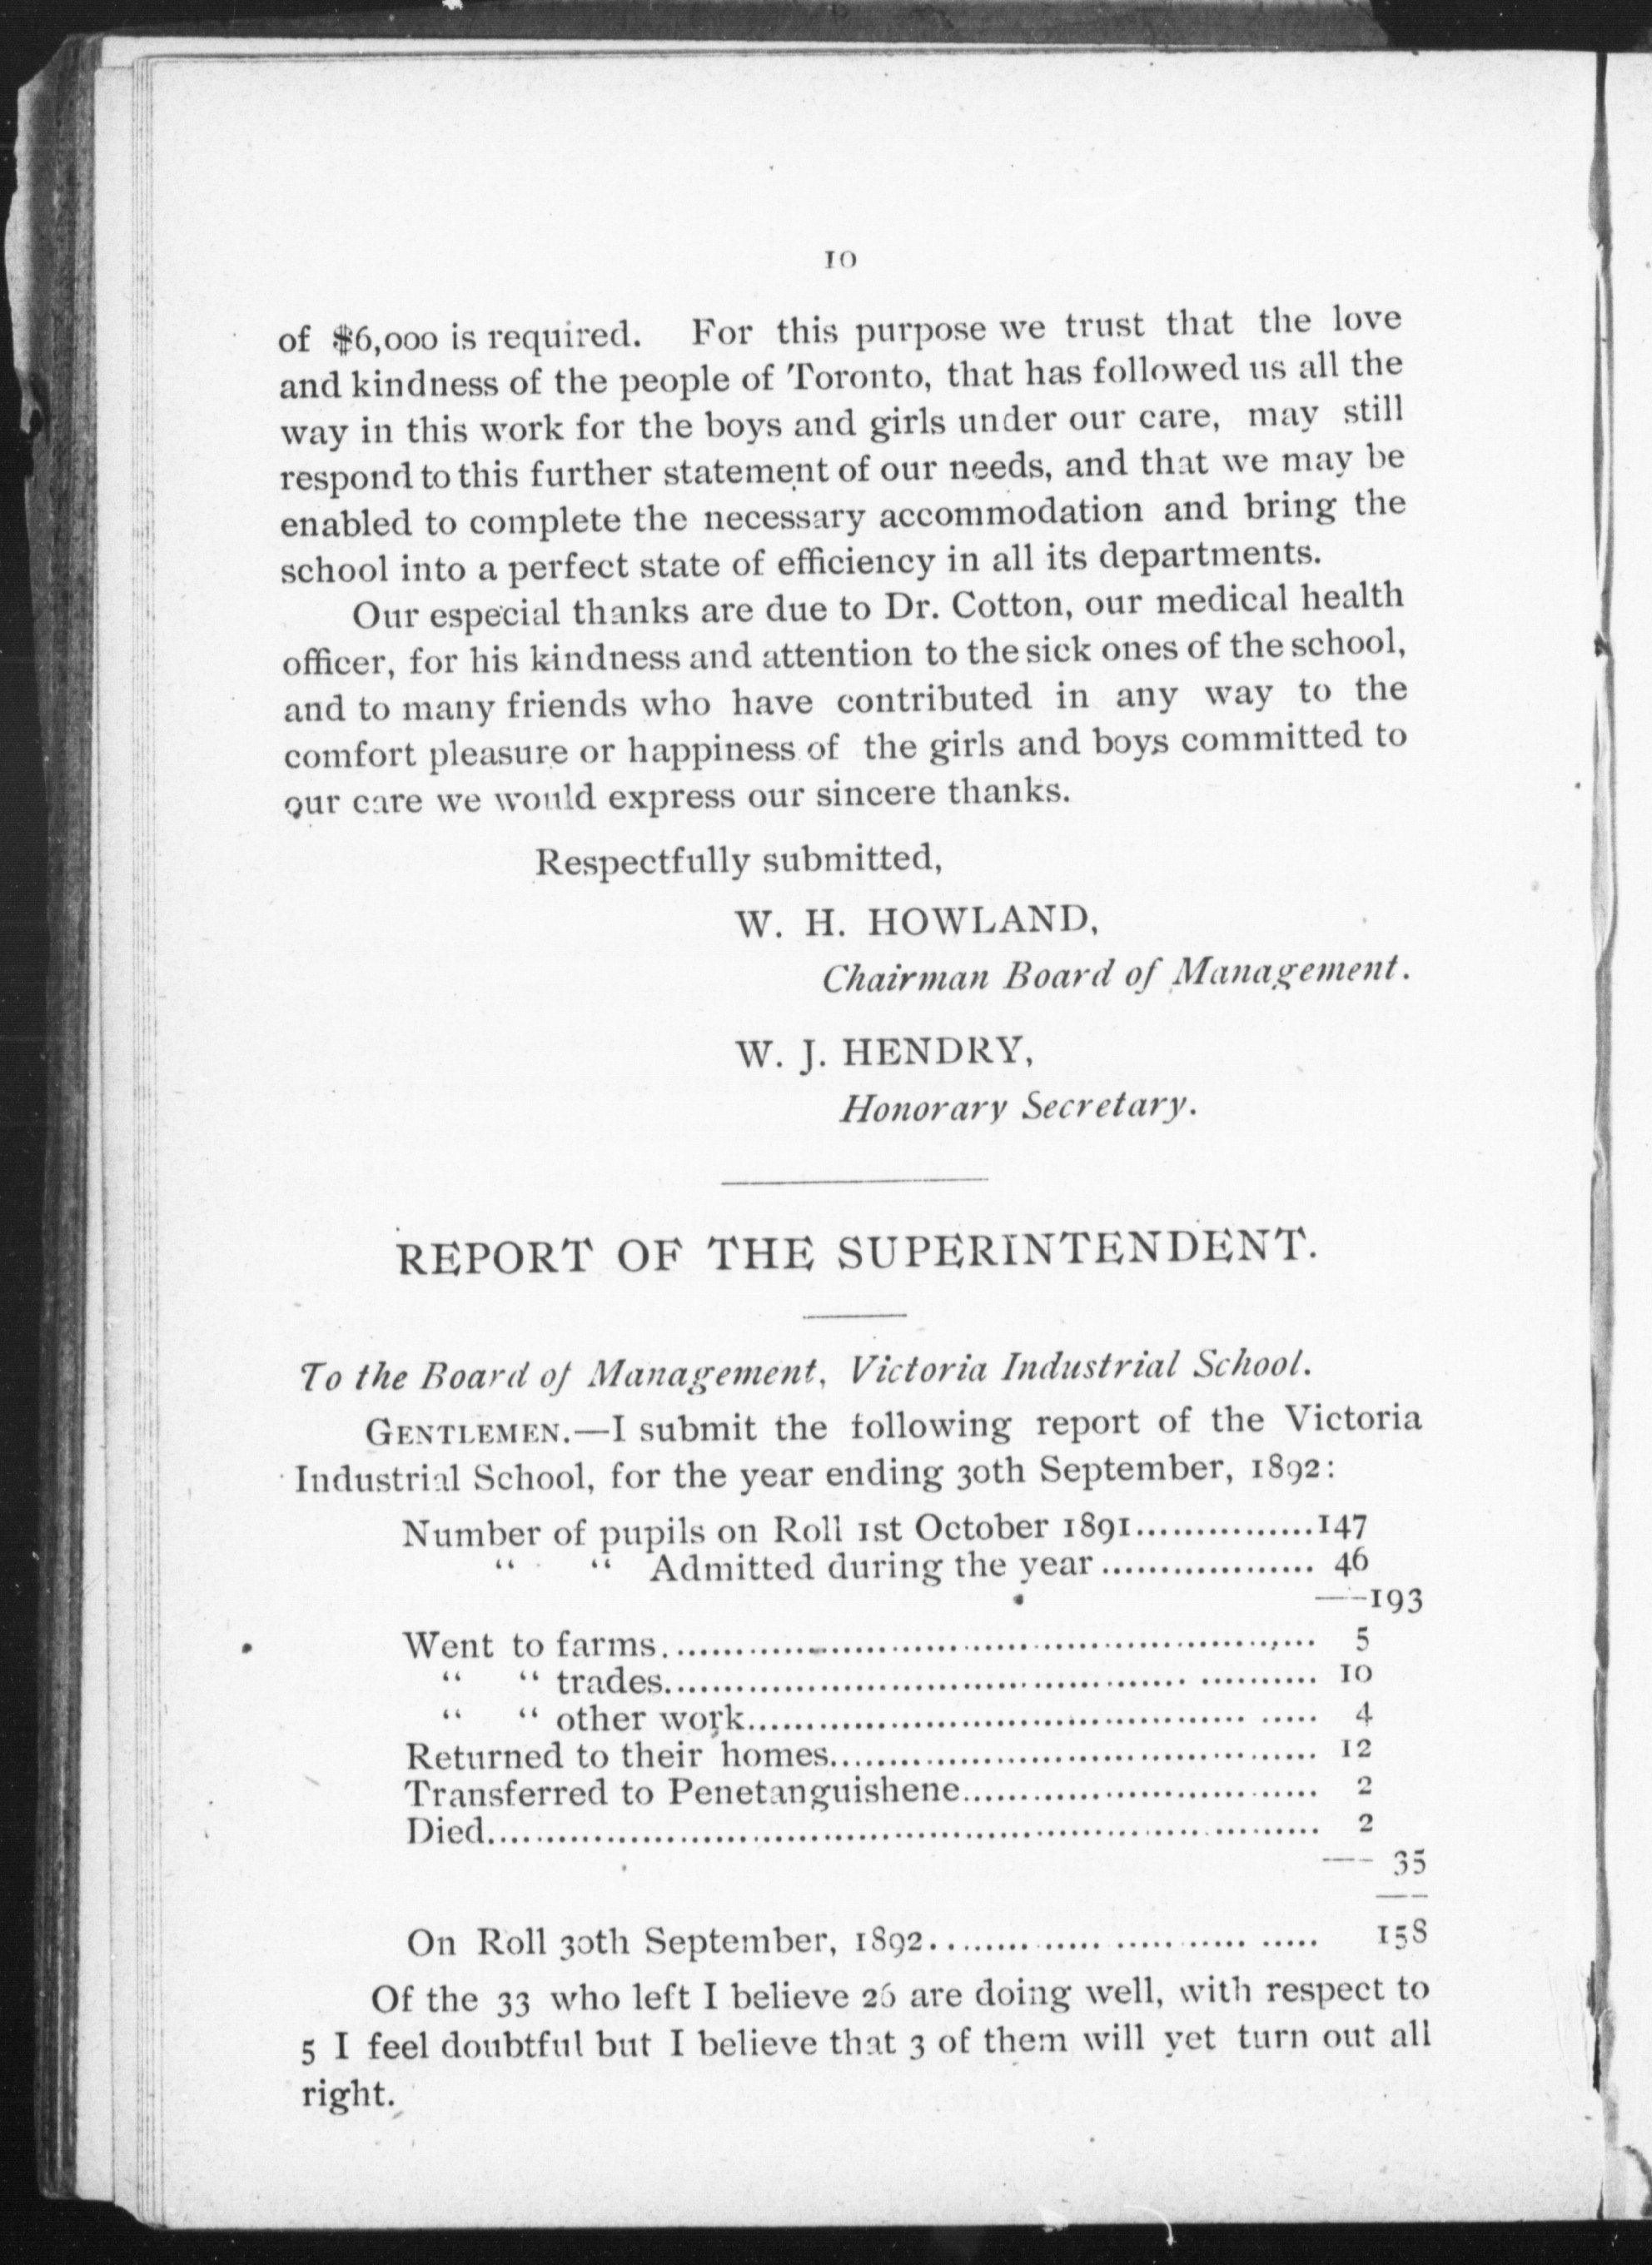 10
of $6,000 is required. For this purpose we trust that the love
and kindness of the people of Toronto, that has followed us all the
way in this work for the boys and girls under our care, may still
respond to this further statement of our needs, and that we may be
enabled to complete the necessary accommodation and bring the
school into a perfect state of efficiency in all its departments.
Our especial thanks are due to Dr. Cotton, our medical health
officer, for his kindness and attention to the sick ones of the school,
and to many friends who have contributed in any way to the
comfort pleasure or happiness of the girls and boys committed to
our care we would express our sincere thanks.
Respectfully submitted,
W. H. HOWLAND,
Chairman Board of Management.
W. J. HENDRY,
Honorary Secretary.
REPORT OF THE SUPERINTENDENT.
To the Board of Management, Victoria Industrial School.
GENTLEMEN.—I submit the following report of the Victoria
Industrial School, for the year ending 30th September, 1892:
Number of pupils on Roll 1st October 1891...............147
" " Admitted during the year.................. 46
——193
Went to farms....................................................... 5
" " trades....................................................... 10
" " other work................................................ 4
Returned to their homes......................................... 12
Transferred to Penetanguishene.............................. 2
Died...................................................................... 2
—— 35
On Roll 30th September, 1892................................ 158
Of the 33 who left I believe 26 are doing well, with respect to
5 I feel doubtful but I believe that 3 of them will yet turn out all
right.